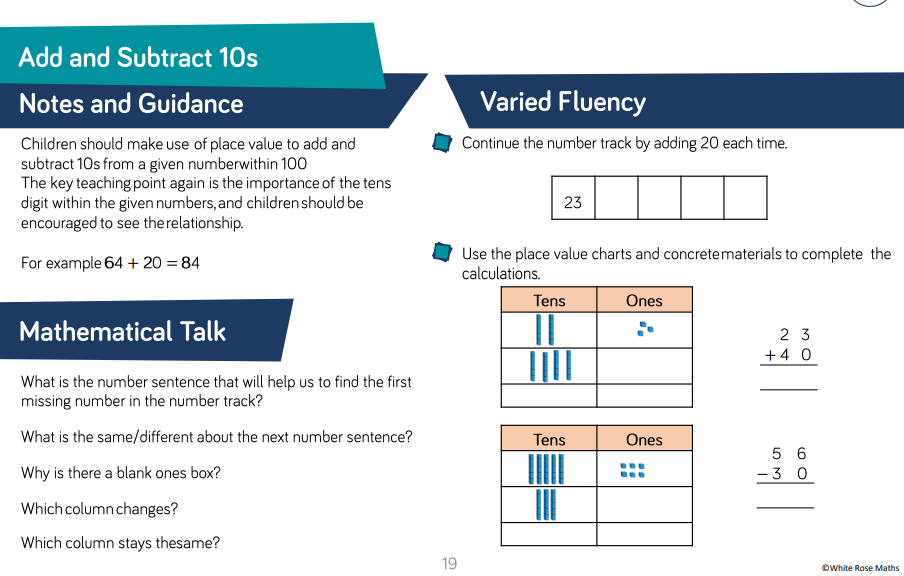 Add and Subtract 10s
Notes and Guidance
Children should make use of place value to add and
subtract 10s from a given numberwithin 100
The key teaching point again is the importance of the tens
digit within the given numbers, and children should be
encouraged to see the relationship.
For example 64 + 20 = 84
Mathematical Talk
What is the number sentence that will help us to find the first
missing number in the number track?
What is the same/different about the next number sentence?
Why is there a blank ones box?
Which column changes?
Which column stays thesame?
Varied Fluency
Continue the number track by adding 20 each time.
23
Use the place value charts and concrete materials to complete the
calculations.
Tens Ones
2 3
+ 4 0
Tens Ones
5 6
− 3 0
19
©White Rose Maths